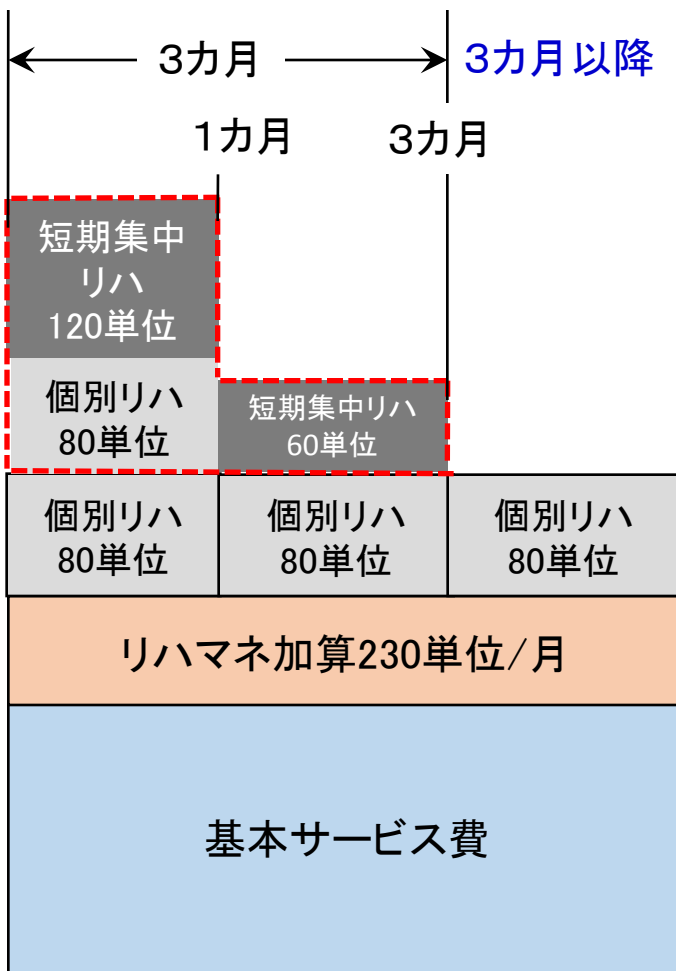 3カ月
3カ月以降
1カ月
3カ月
短期集中
リハ
120単位
個別リハ
80単位
短期集中リハ
60単位
個別リハ
80単位
個別リハ
80単位
個別リハ
80単位
リハマネ加算230単位/月
基本サービス費